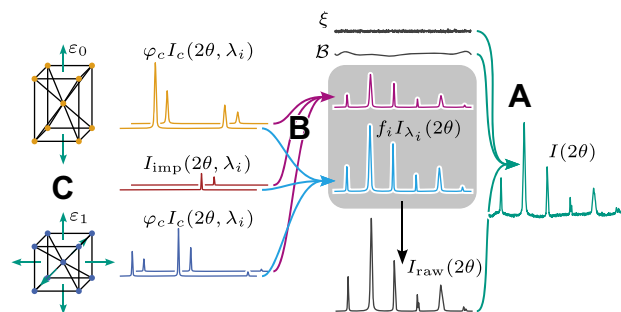 ε₀
φ_c I_c(2θ, λ_i)
ξ
ℬ
A
B
f_i I_{λ_i}(2θ)
I(2θ)
I_imp(2θ, λ_i)
C
ε₁
φ_c I_c(2θ, λ_i)
I_raw(2θ)